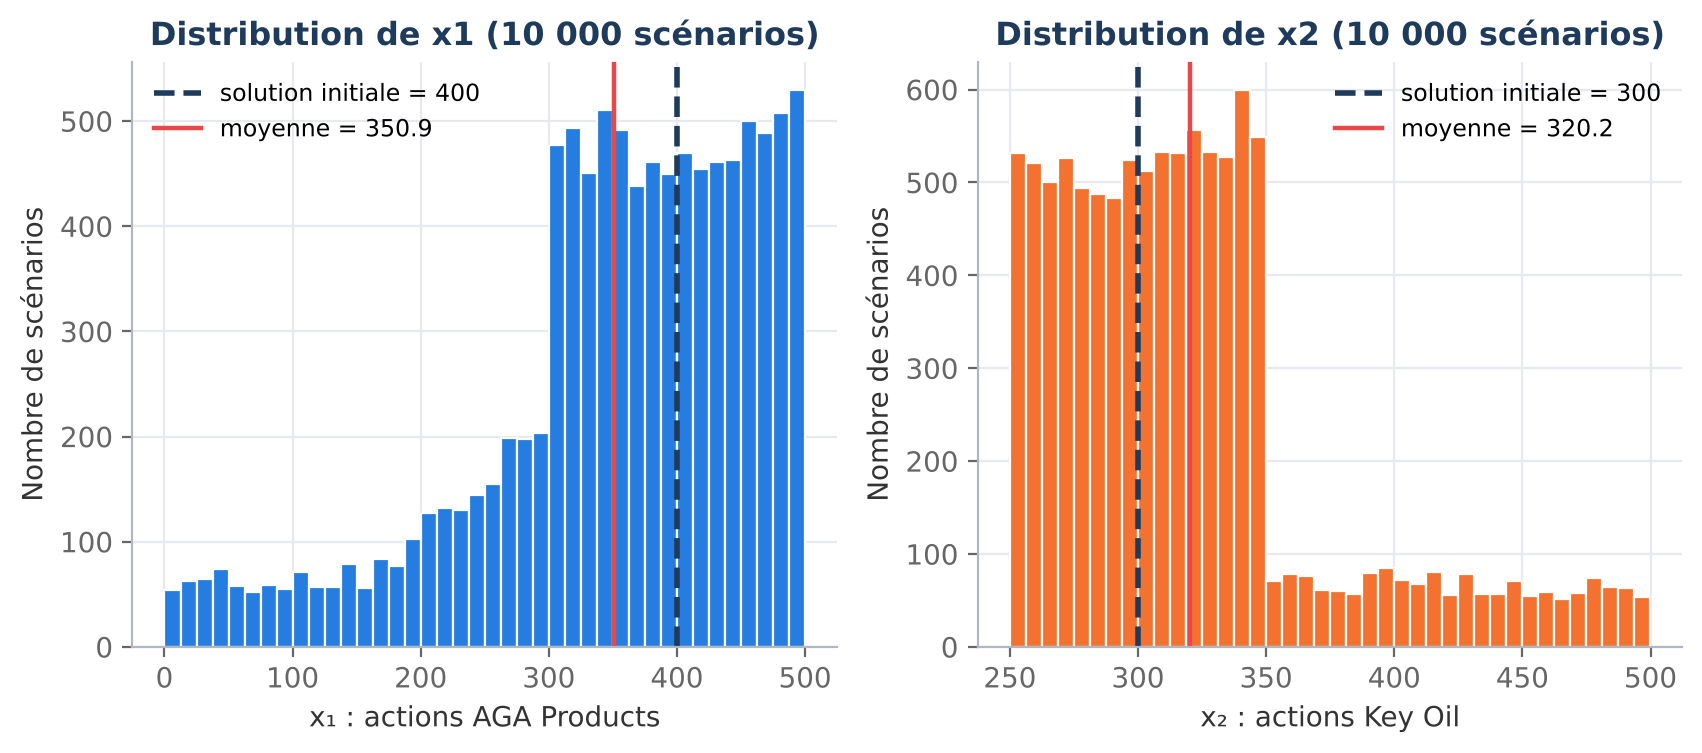 Distribution de x1 (10 000 scénarios)
solution initiale = 400
moyenne = 350.9
Nombre de scénarios
500
400
300
200
100
0
0 100 200 300 400 500
x₁ : actions AGA Products
Distribution de x2 (10 000 scénarios)
solution initiale = 300
moyenne = 320.2
Nombre de scénarios
600
500
400
300
200
100
0
250 300 350 400 450 500
x₂ : actions Key Oil